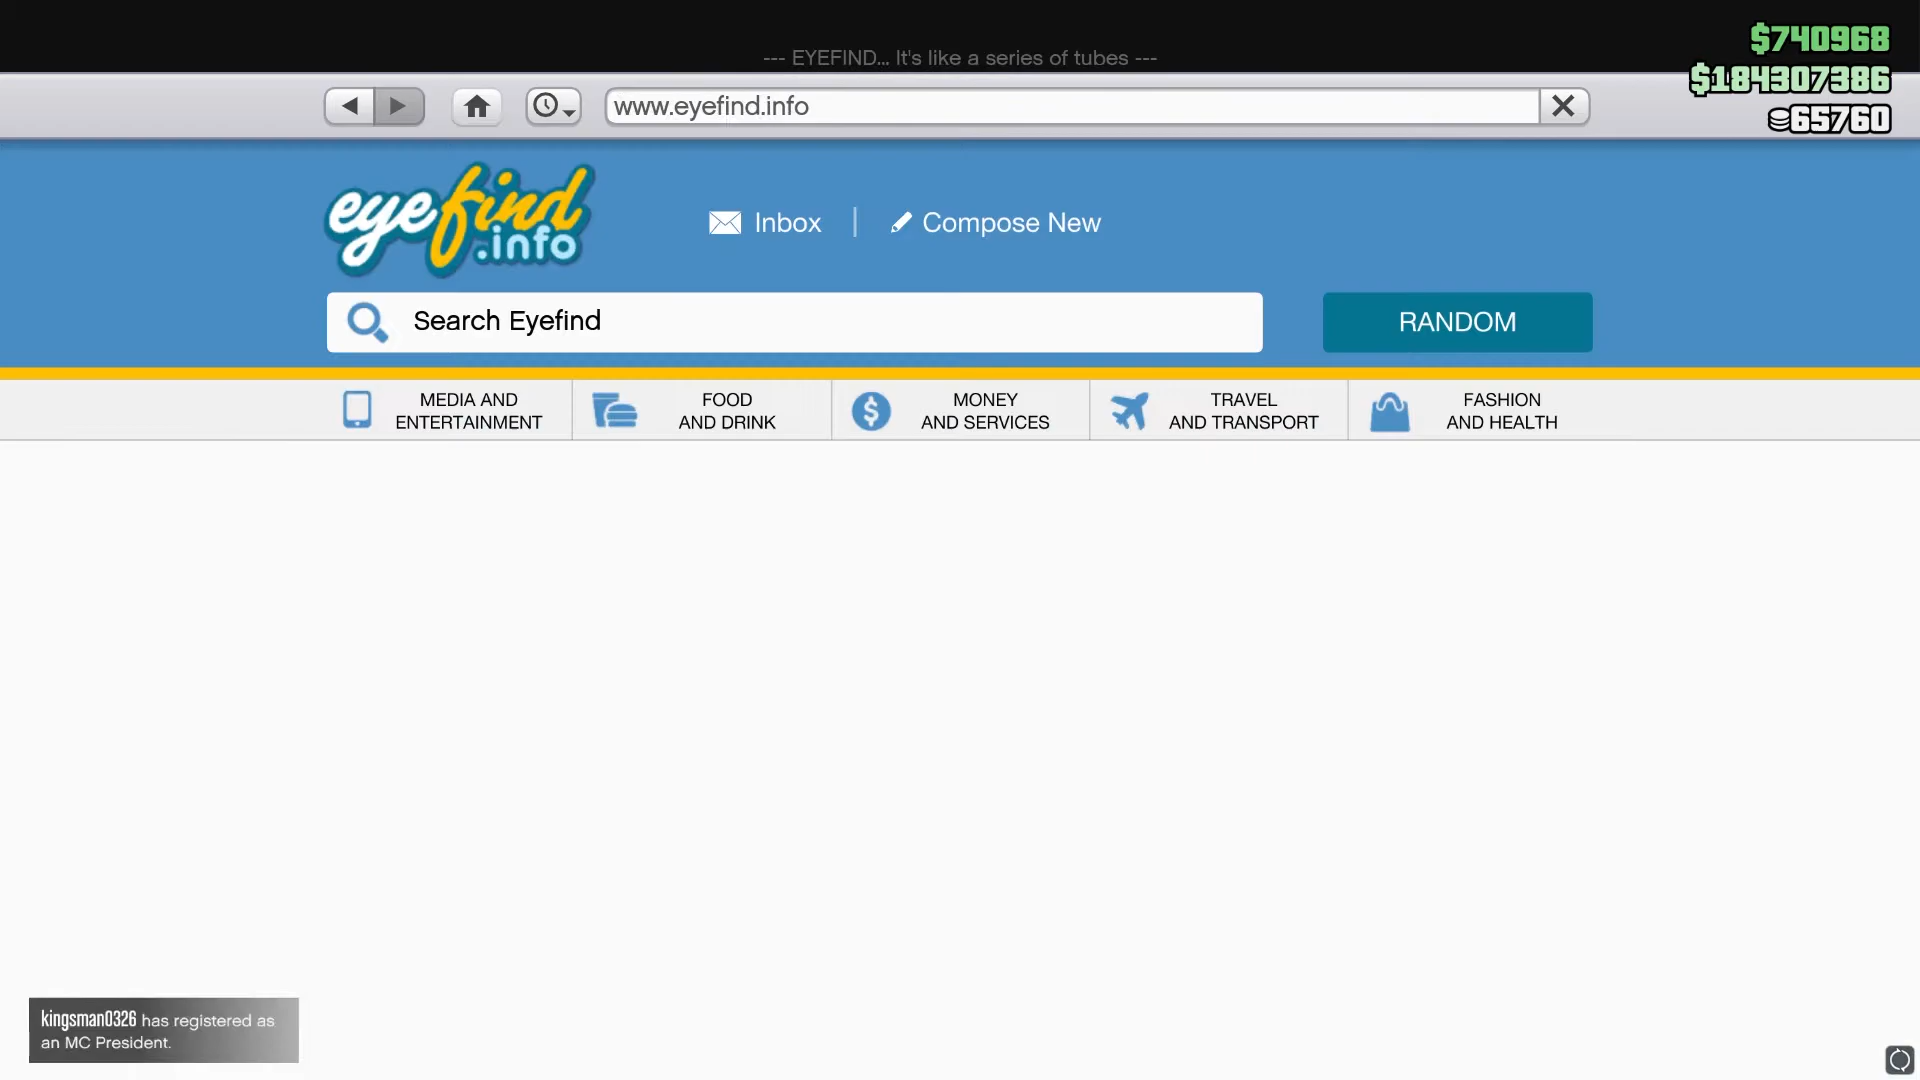 --- EYEFIND... It's like a series of tubes ---
$740968
$184307386
65760
www.eyefind.info
eyefind
.info
Inbox | Compose New
Search Eyefind
RANDOM
MEDIA AND
ENTERTAINMENT
FOOD
AND DRINK
MONEY
AND SERVICES
TRAVEL
AND TRANSPORT
FASHION
AND HEALTH
kingsman0326 has registered as
an MC President.